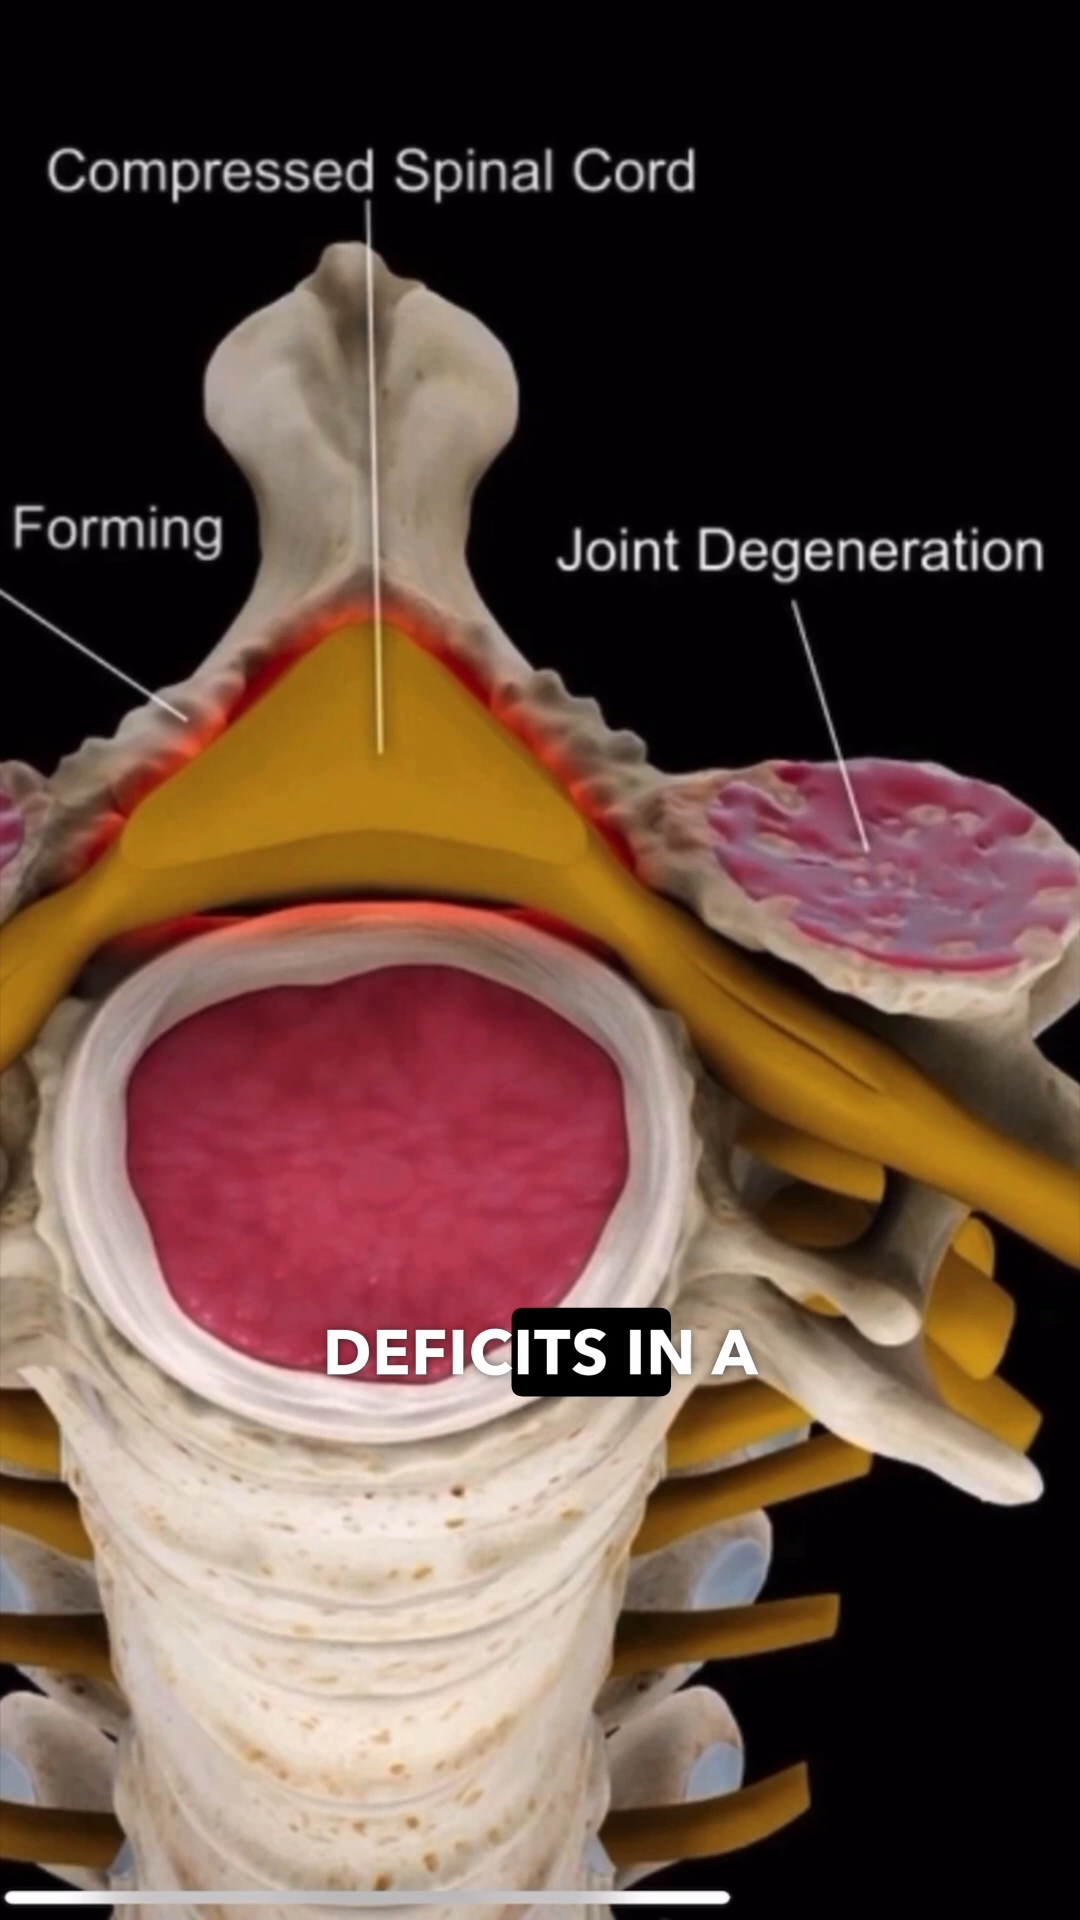 Compressed Spinal Cord
Forming
Joint Degeneration
DEFICITS IN A